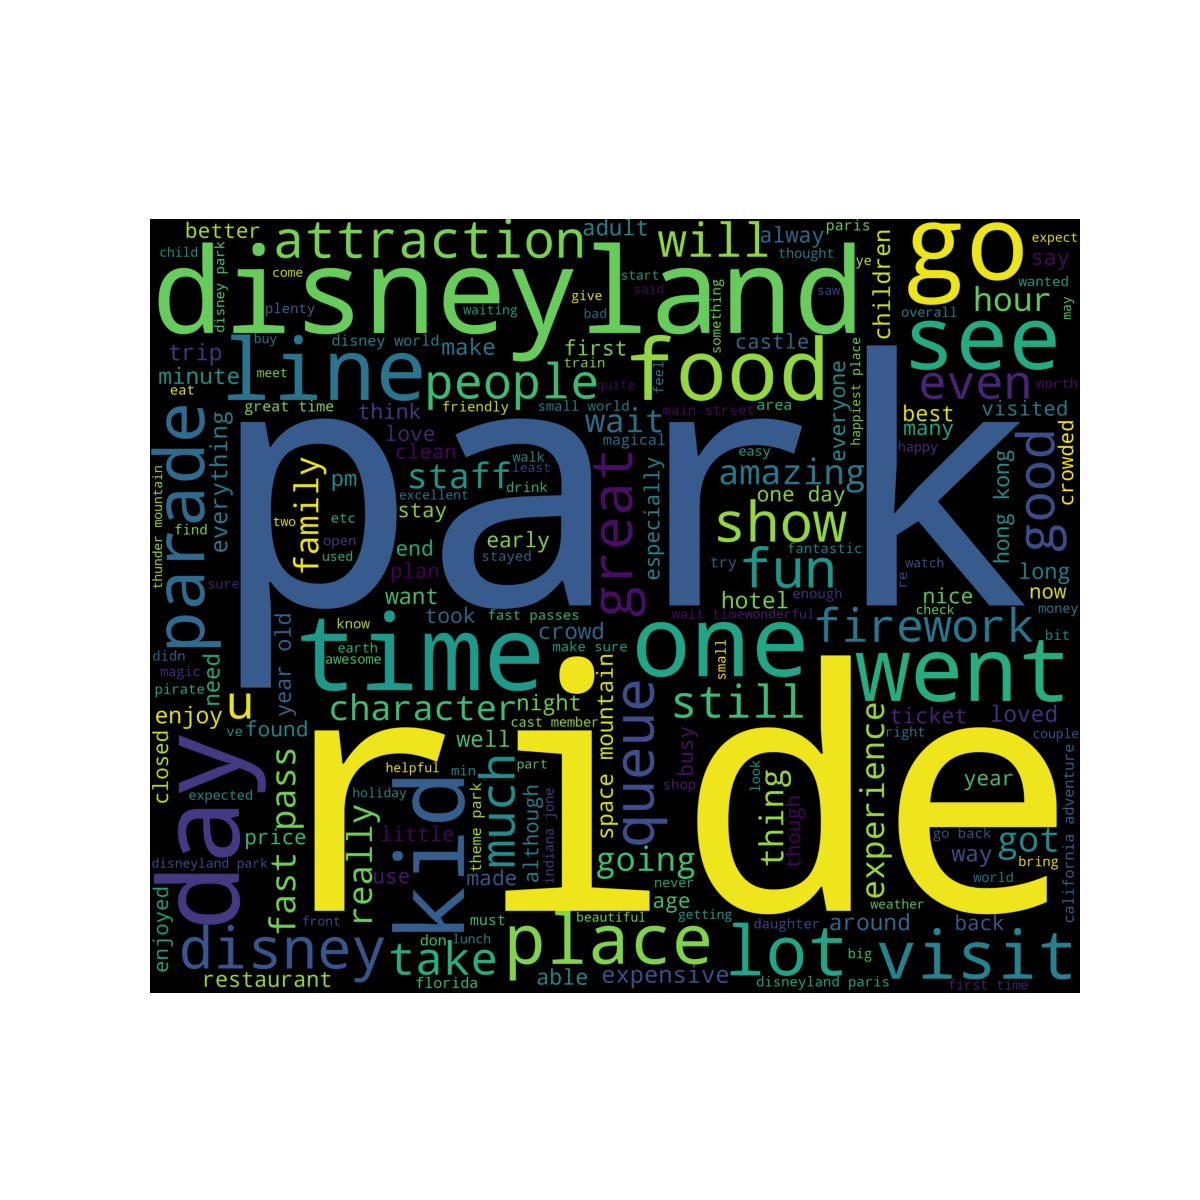 better
attraction
adult
will
alway
paris
go
expect
child
disney park
come
disneyland
start
thought
ye
children
say
wanted
plenty
waiting
give
said
bad
something
saw
hour
overall
may
buy
disney world
make
first
castle
see
trip
line
train
food
minute
meet
people
quite
feel
happiest place
even
worth
eat
great time
think
friendly
small world
main street
area
everyone
best
visited
parade
everything
love
clean
wait
magical
easy
many
happy
good
crowded
thunder mountain
park
family
pm
staff
walk
least
great
especially
amazing
hong kong
find
two
etc
excellent
drink
one day
show
stay
open
used
end
early
stayed
fantastic
sure
plan
try
fun
re
watch
long
want
hotel
enough
nice
now
year old
took
fast passes
wait time
wonderful
check
money
know
time
crowd
one
firework
bit
didn
earth
make sure
magic
awesome
small
went
pirate
need
space mountain
enjoy
u
character
night
still
ticket
loved
ve
found
cast member
queue
experience
right
couple
closed
day
fast pass
well
busy
helpful
min
part
ride
look
year
expected
holiday
kid
much
theme park
although
indiana jone
shop
thing
though
california adventure
price
really
little
go back
got
disneyland park
going
way
bring
use
made
never
world
enjoyed
front
must
age
beautiful
getting
daughter
around
weather
back
disney
don
lunch
place
lot
big
visit
take
restaurant
florida
able
expensive
disneyland paris
first time